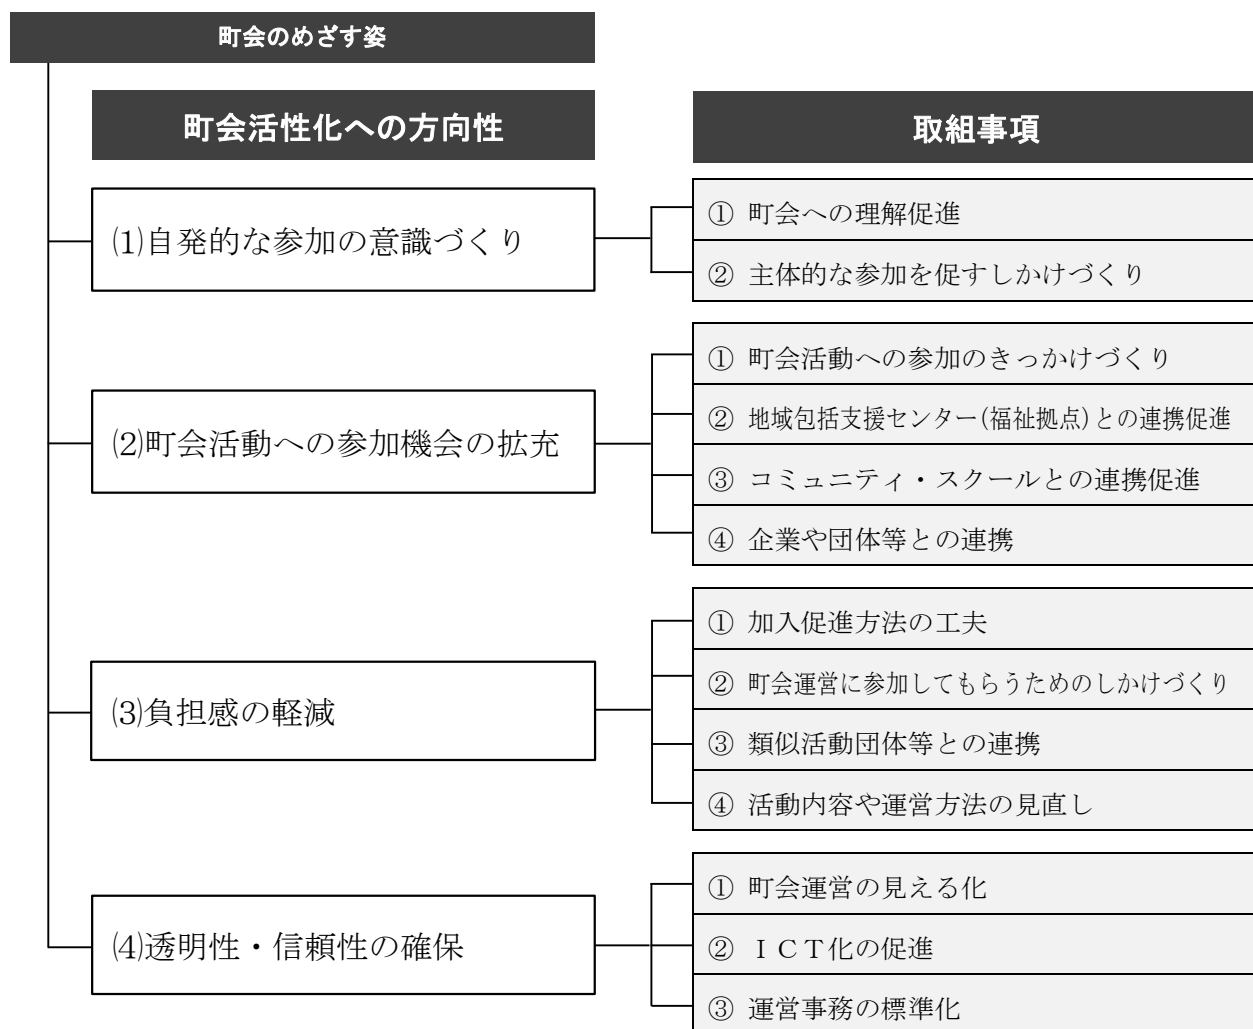 町会のめざす姿
町会活性化への方向性
取組事項
⑴自発的な参加の意識づくり
① 町会への理解促進
② 主体的な参加を促すしかけづくり
⑵町会活動への参加機会の拡充
① 町会活動への参加のきっかけづくり
② 地域包括支援センター(福祉拠点)との連携促進
③ コミュニティ・スクールとの連携促進
④ 企業や団体等との連携
⑶負担感の軽減
① 加入促進方法の工夫
② 町会運営に参加してもらうためのしかけづくり
③ 類似活動団体等との連携
④ 活動内容や運営方法の見直し
⑷透明性・信頼性の確保
① 町会運営の見える化
② ＩＣＴ化の促進
③ 運営事務の標準化